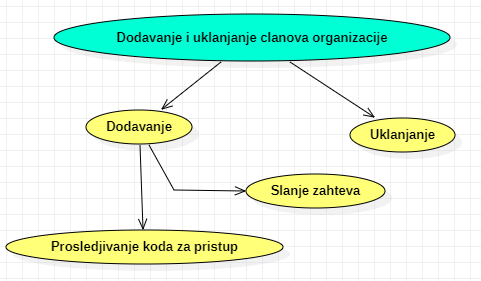 Dodavanje i uklanjanje clanova organizacije
Dodavanje
Uklanjanje
Slanje zahteva
Prosledjivanje koda za pristup